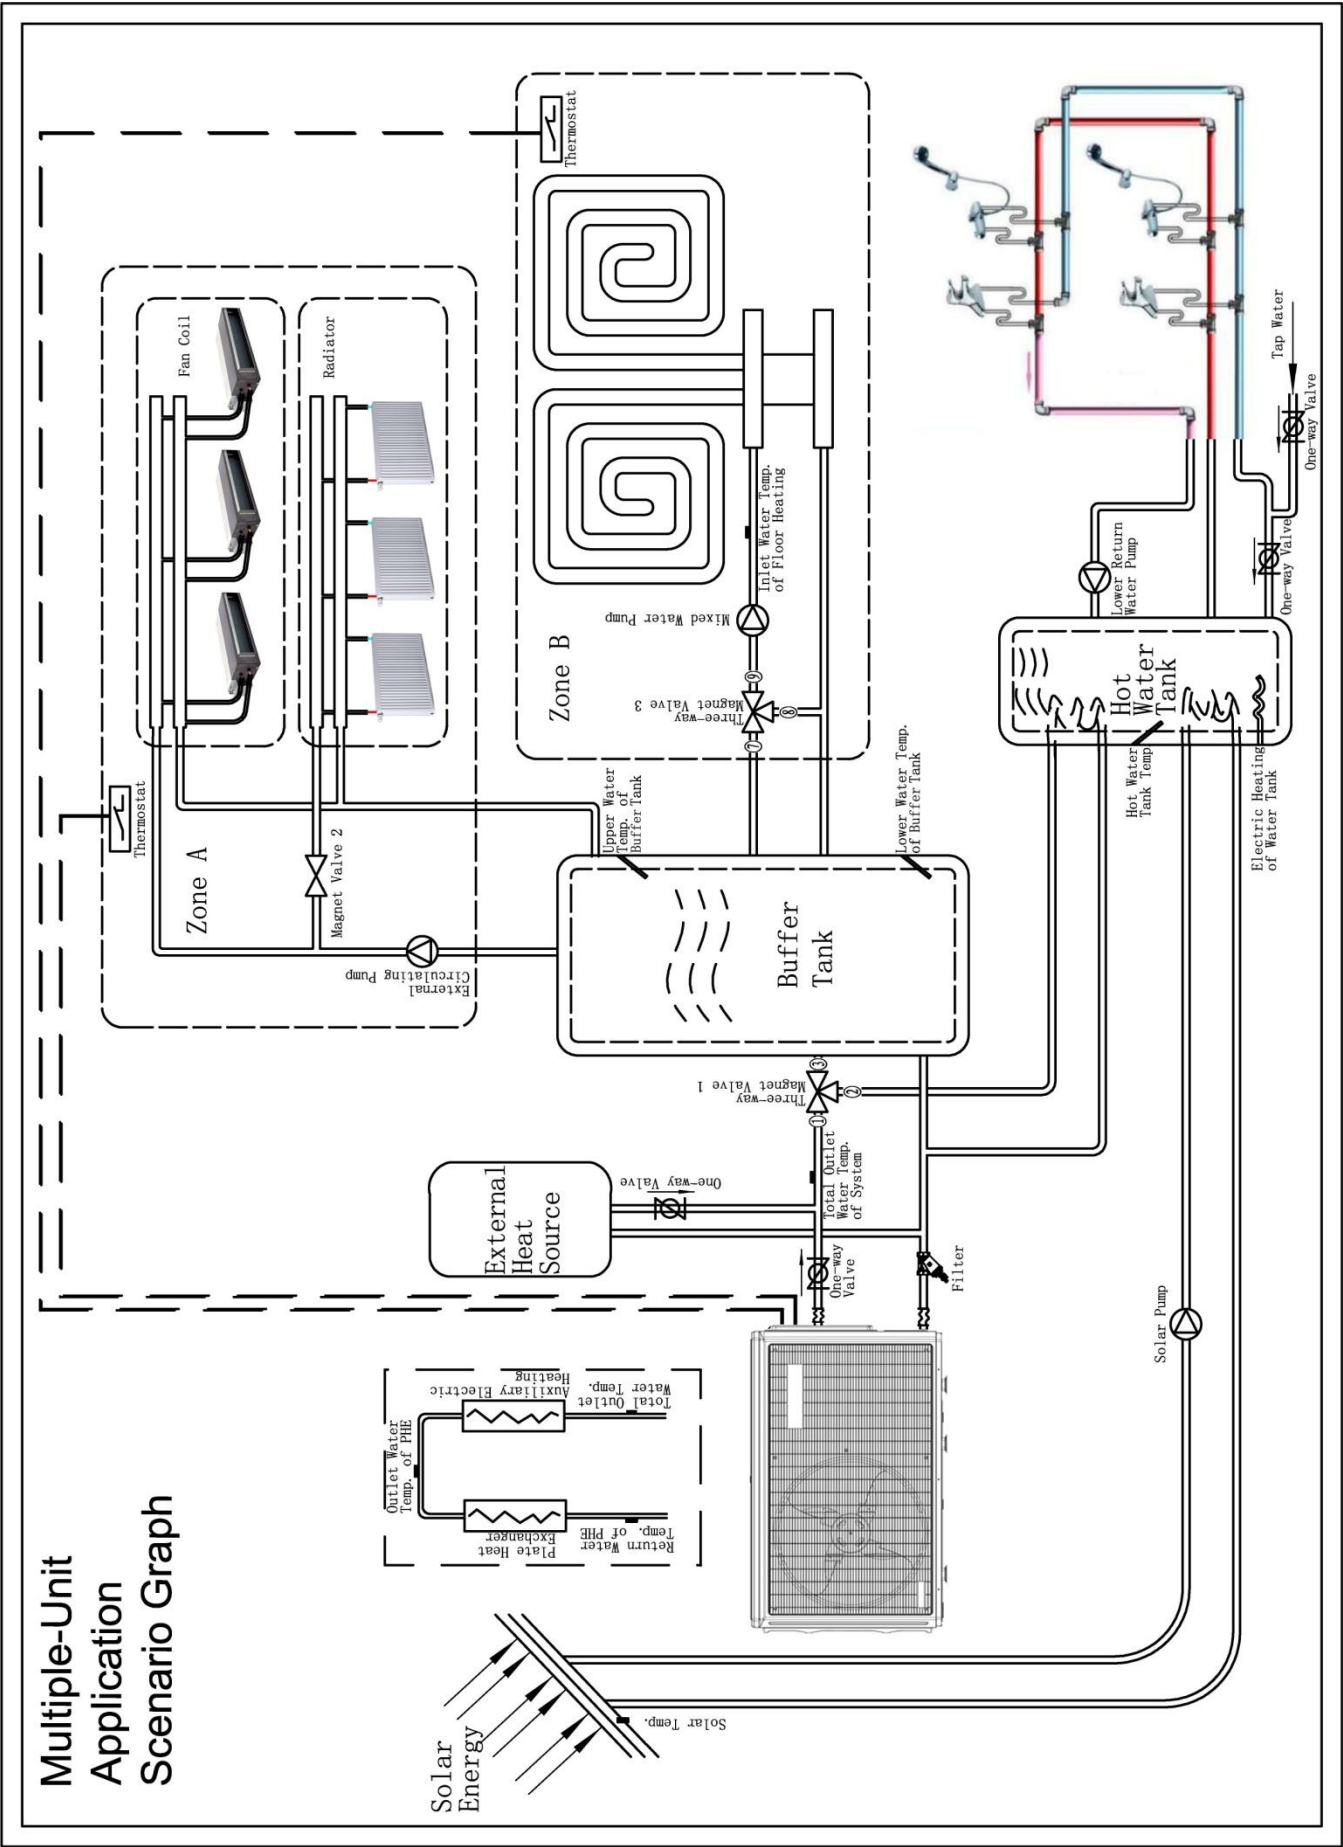 Multiple-Unit
Application
Scenario Graph
Solar
Energy
Solar Temp.
Outlet Water
Temp. of PHE
Plate Heat
Exchanger
Return Water
Temp. of PHE
Auxiliary Electric
Heating
Total Outlet
Water Temp.
External
Heat
Source
One-way Valve
One-way
Valve
Filter
Total Outlet
Water Temp.
of System
Three-way
Magnet Valve 1
①
②
③
Solar Pump
Buffer
Tank
Upper Water
Temp. of
Buffer Tank
Lower Water Temp.
of Buffer Tank
External
Circulating Pump
Zone A
Thermostat
Magnet Valve 2
Fan Coil
Radiator
Zone B
Thermostat
Three-way
Magnet Valve 3
⑦
⑧
⑨
Mixed Water Pump
Inlet Water Temp.
of Floor Heating
Hot
Water
Tank
Hot Water
Tank Temp
Electric Heating
of Water Tank
Lower Return
Water Pump
One-way Valve
One-way Valve
Tap Water